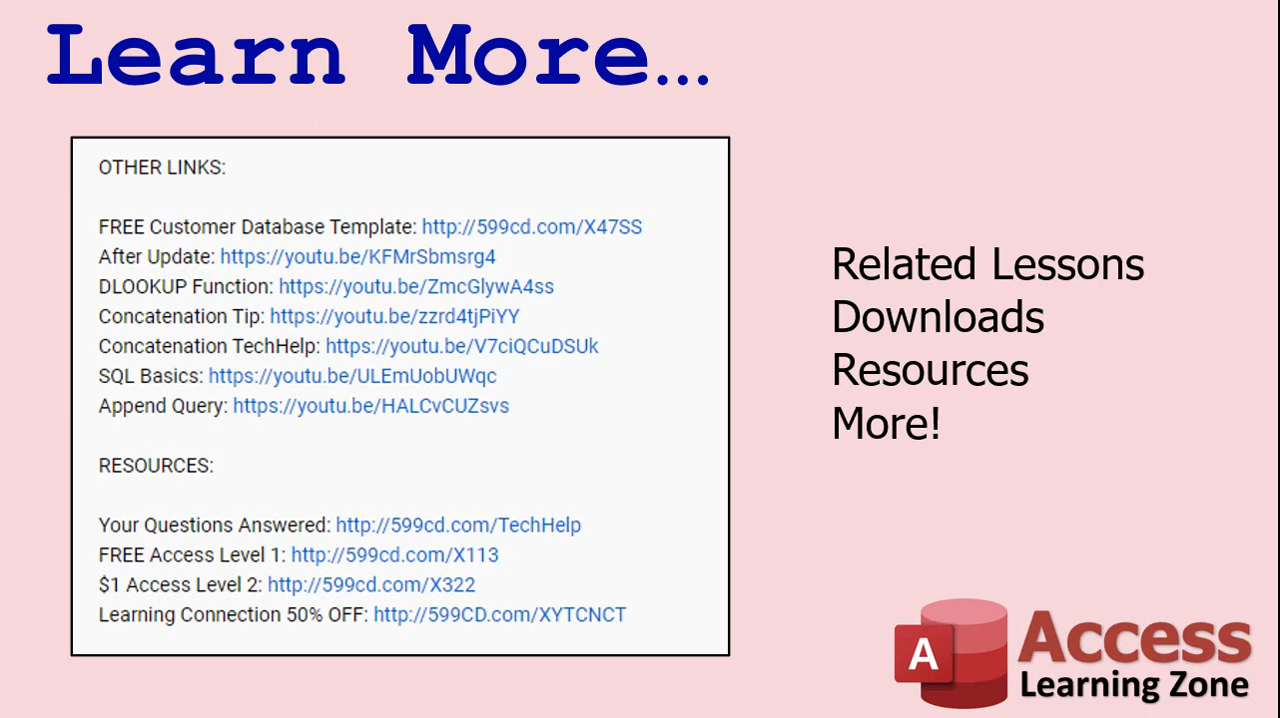 Learn More...
OTHER LINKS:
FREE Customer Database Template: http://599cd.com/X47SS
After Update: https://youtu.be/KFMrSbmsrg4
DLOOKUP Function: https://youtu.be/ZmcGlywA4ss
Concatenation Tip: https://youtu.be/zzrd4tjPiYY
Concatenation TechHelp: https://youtu.be/V7ciQCuDSUk
SQL Basics: https://youtu.be/ULEmUobUWqc
Append Query: https://youtu.be/HALCvCUZsvs
RESOURCES:
Your Questions Answered: http://599cd.com/TechHelp
FREE Access Level 1: http://599cd.com/X113
$1 Access Level 2: http://599cd.com/X322
Learning Connection 50% OFF: http://599CD.com/XYTCNCT
Related Lessons
Downloads
Resources
More!
A
Access
Learning Zone